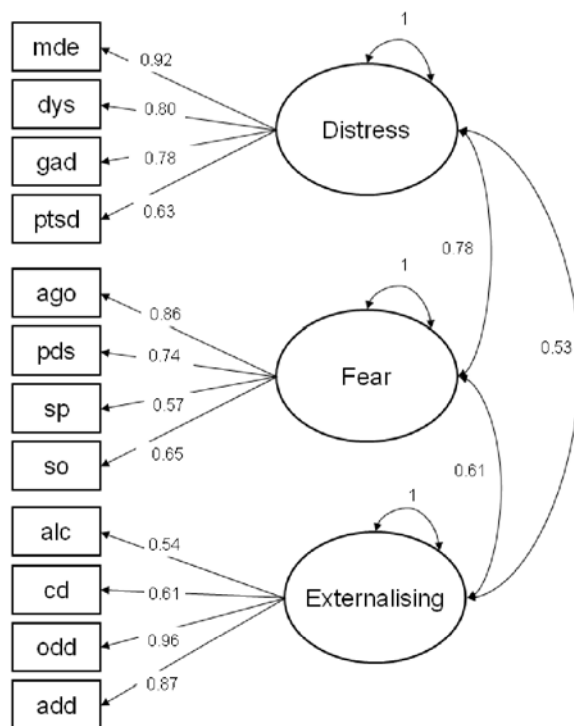 1
mde
0.92
dys
0.80
Distress
gad
0.78
ptsd
0.63
0.78
1
ago
0.86
pds
0.74
0.53
Fear
sp
0.57
so
0.65
0.61
1
alc
0.54
cd
0.61
Externalising
odd
0.96
add
0.87